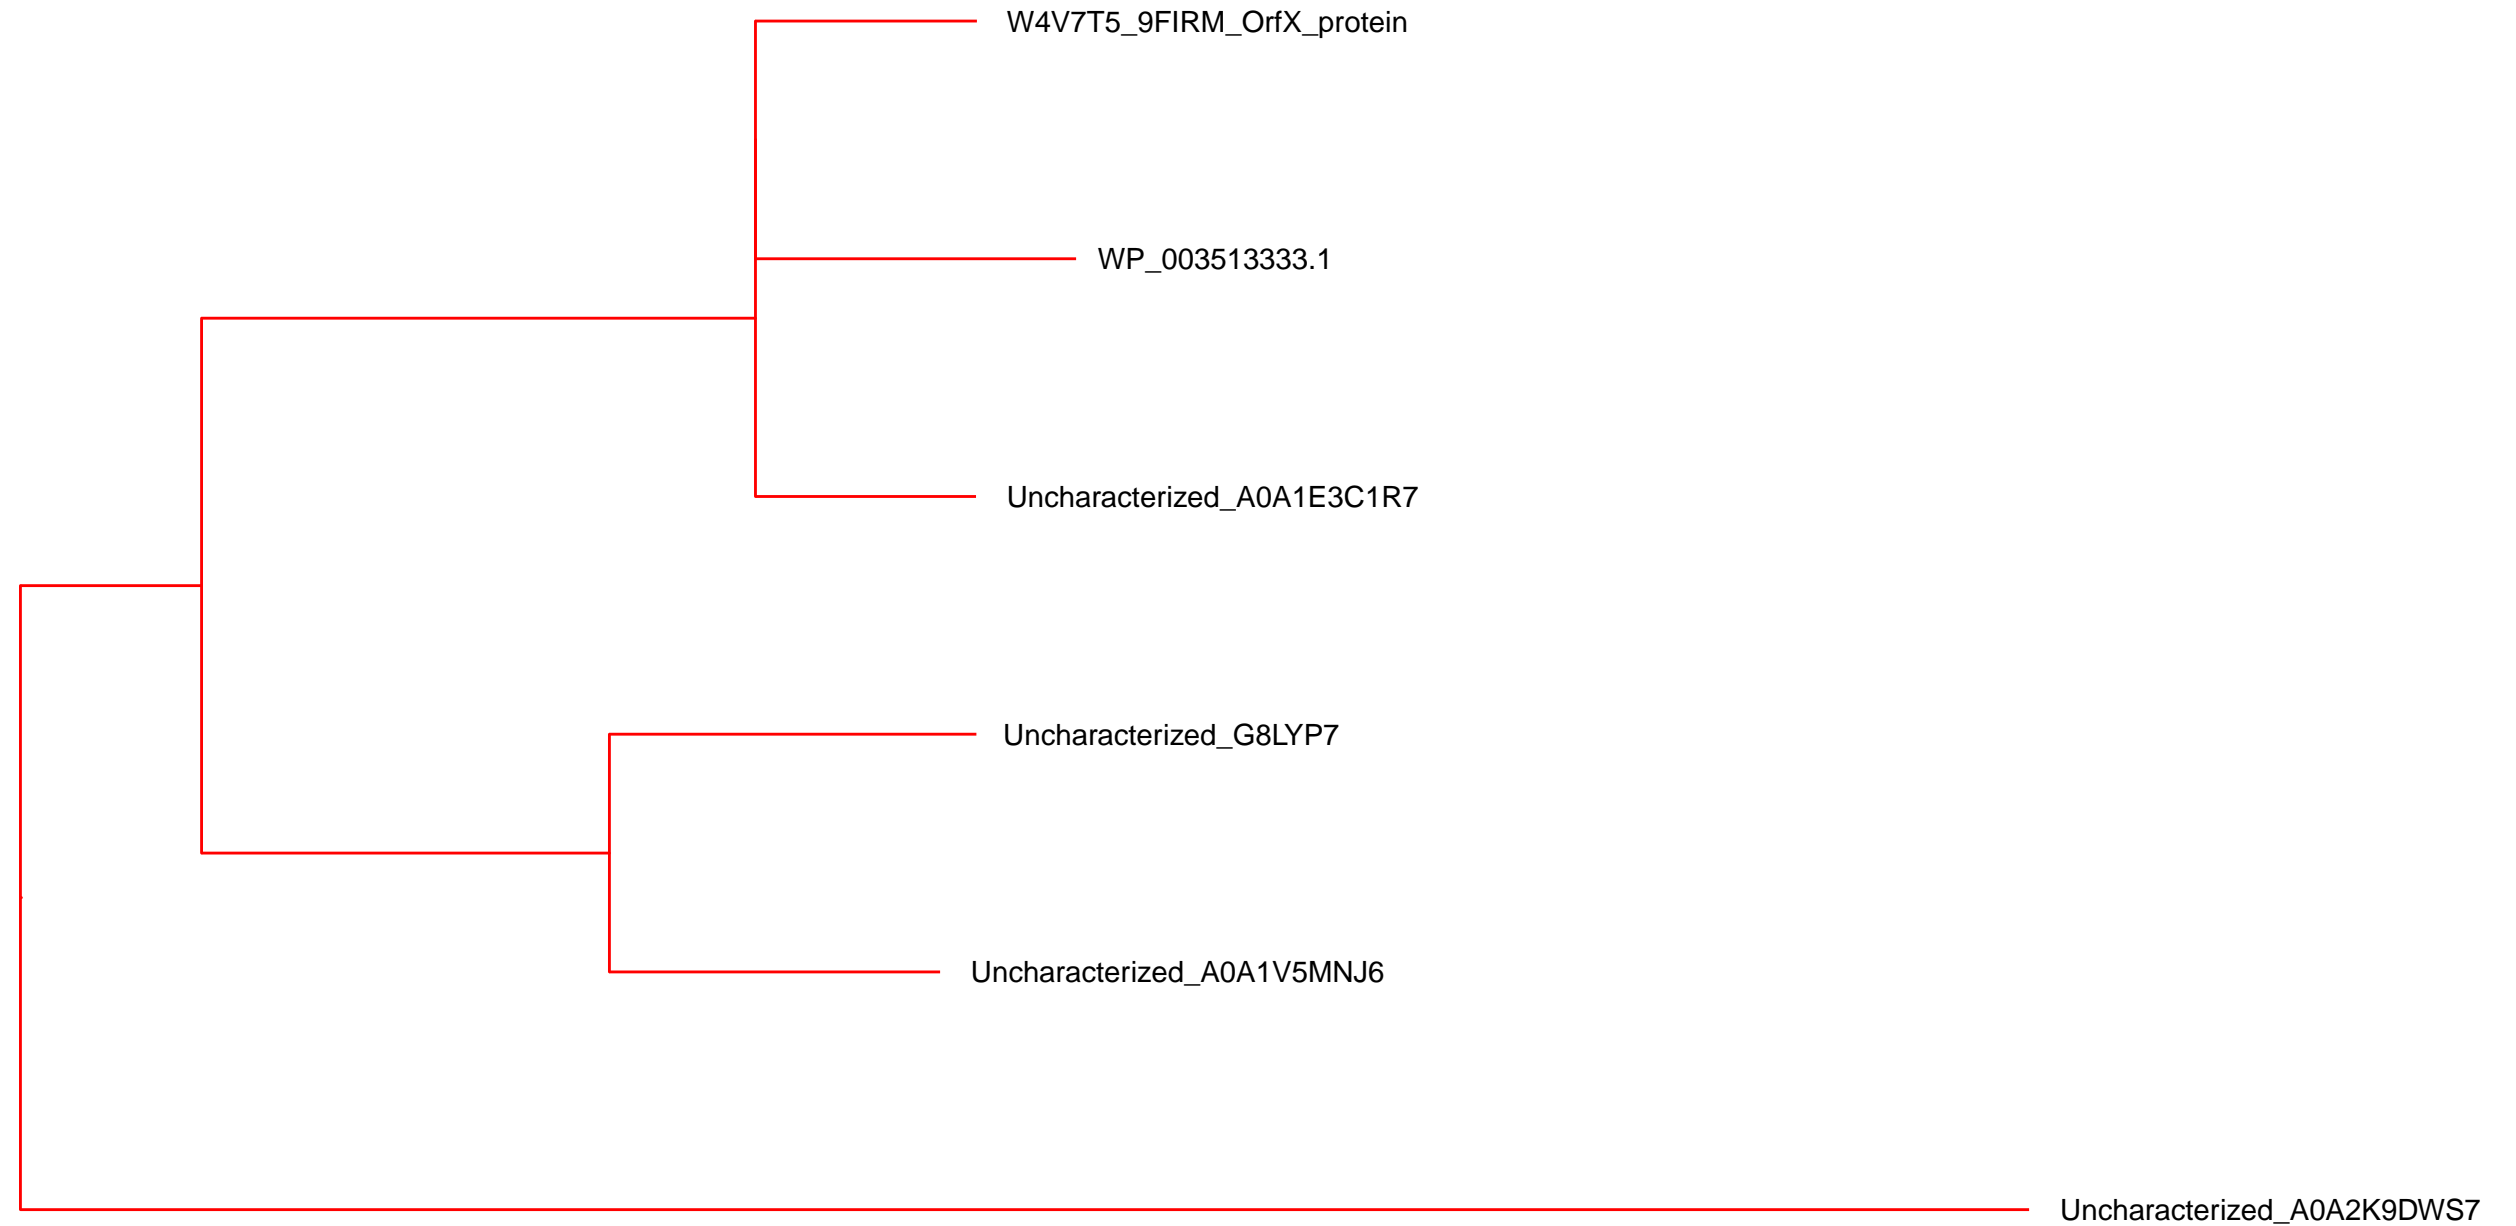 W4V7T5_9FIRM_OrfX_protein
WP_003513333.1
Uncharacterized_A0A1E3C1R7
Uncharacterized_G8LYP7
Uncharacterized_A0A1V5MNJ6
Uncharacterized_A0A2K9DWS7